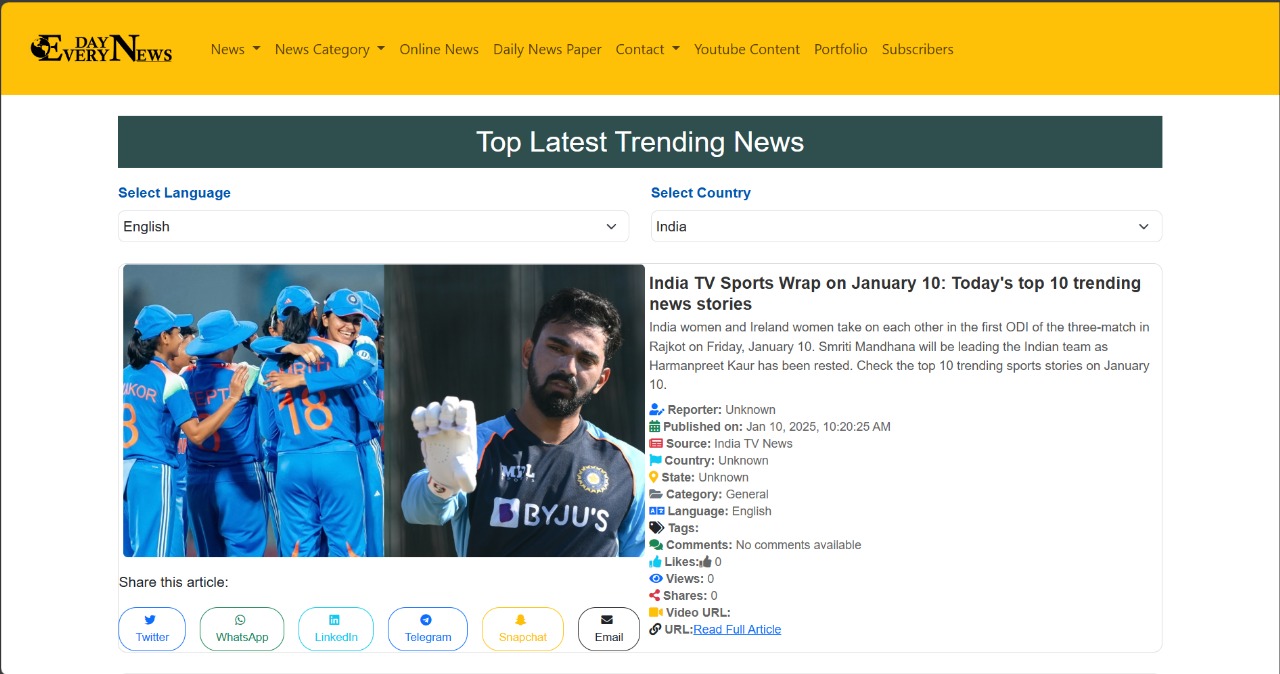 EVERY DAY NEWS
News
News Category
Online News
Daily News Paper
Contact
Youtube Content
Portfolio
Subscribers
Top Latest Trending News
Select Language
Select Country
English
India
18
MPL
BYJU'S
India TV Sports Wrap on January 10: Today's top 10 trending
news stories
India women and Ireland women take on each other in the first ODI of the three-match in
Rajkot on Friday, January 10. Smriti Mandhana will be leading the Indian team as
Harmanpreet Kaur has been rested. Check the top 10 trending sports stories on January
10.
Reporter: Unknown
Published on: Jan 10, 2025, 10:20:25 AM
Source: India TV News
Country: Unknown
State: Unknown
Category: General
Language: English
Tags:
Comments: No comments available
Likes: 0
Views: 0
Shares: 0
Video URL:
URL:Read Full Article
Share this article:
Twitter
WhatsApp
LinkedIn
Telegram
Snapchat
Email